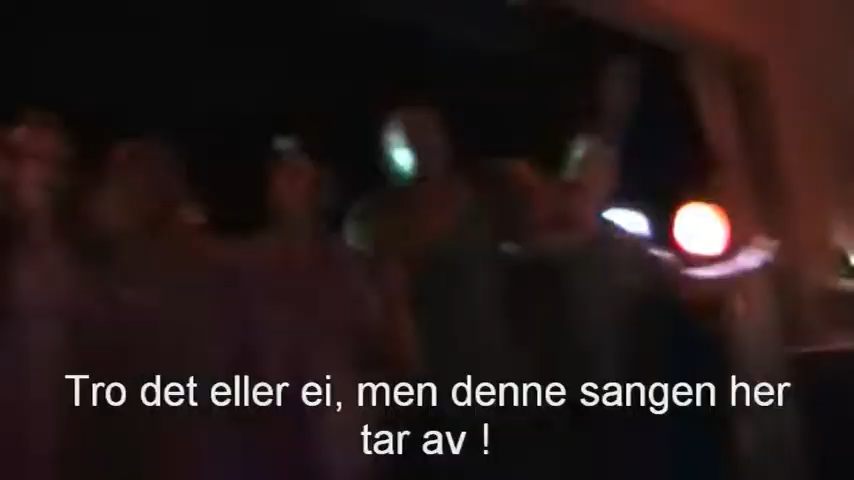 Tro det eller ei, men denne sangen her
tar av !